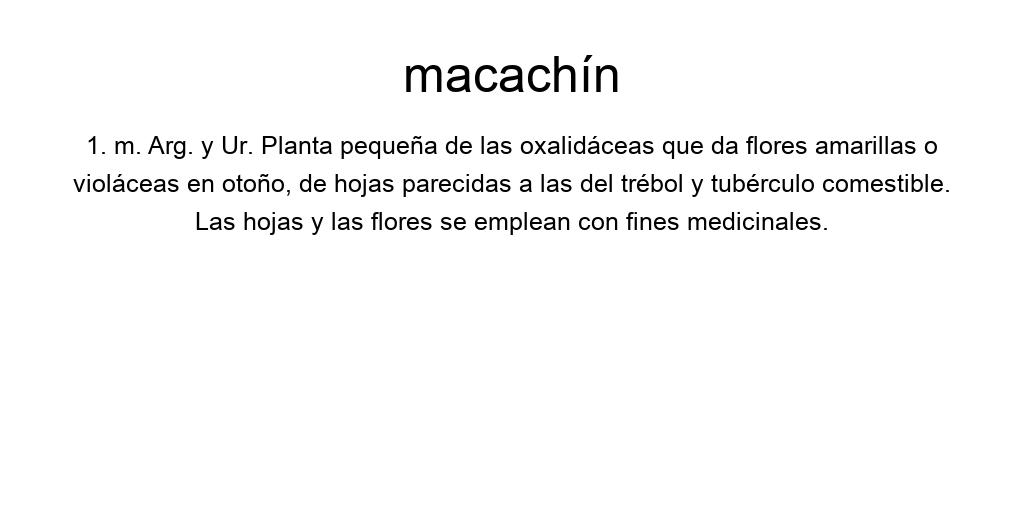 macachín
1. m. Arg. y Ur. Planta pequeña de las oxalidáceas que da flores amarillas o
violáceas en otoño, de hojas parecidas a las del trébol y tubérculo comestible.
Las hojas y las flores se emplean con fines medicinales.